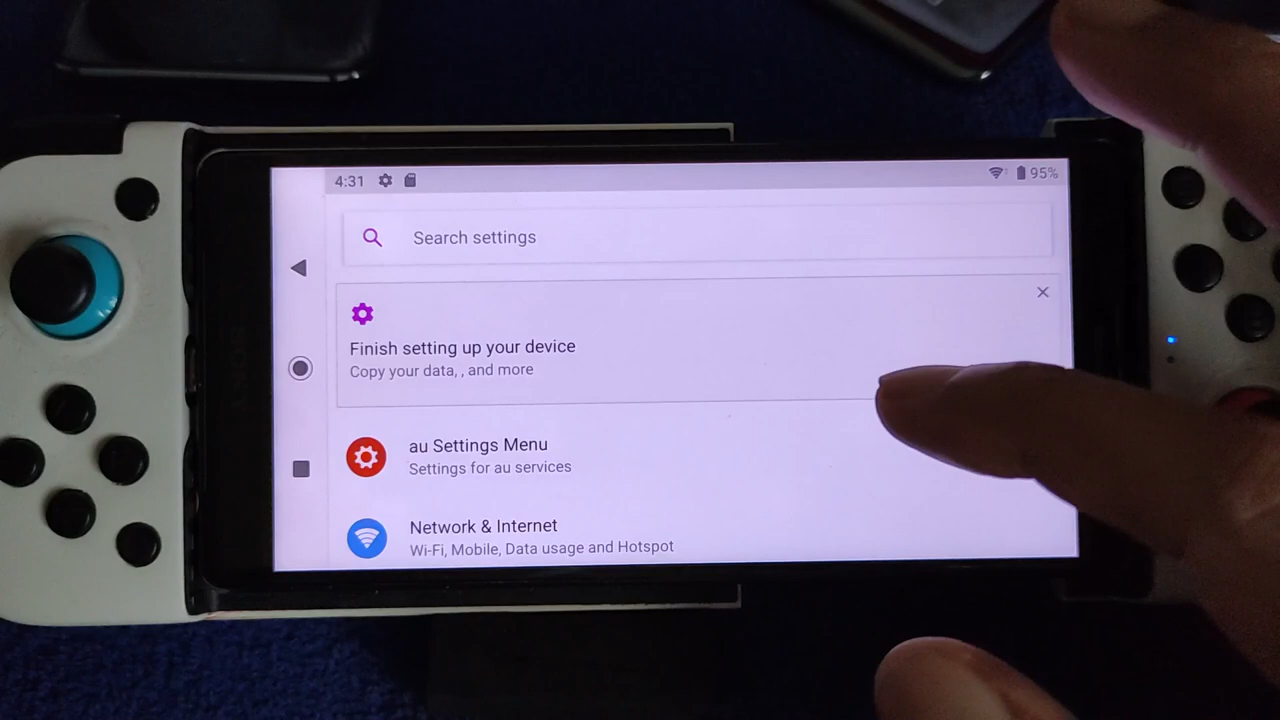 4:31 95%
Search settings
Finish setting up your device
Copy your data, , and more
au Settings Menu
Settings for au services
Network & Internet
Wi-Fi, Mobile, Data usage and Hotspot
SONY